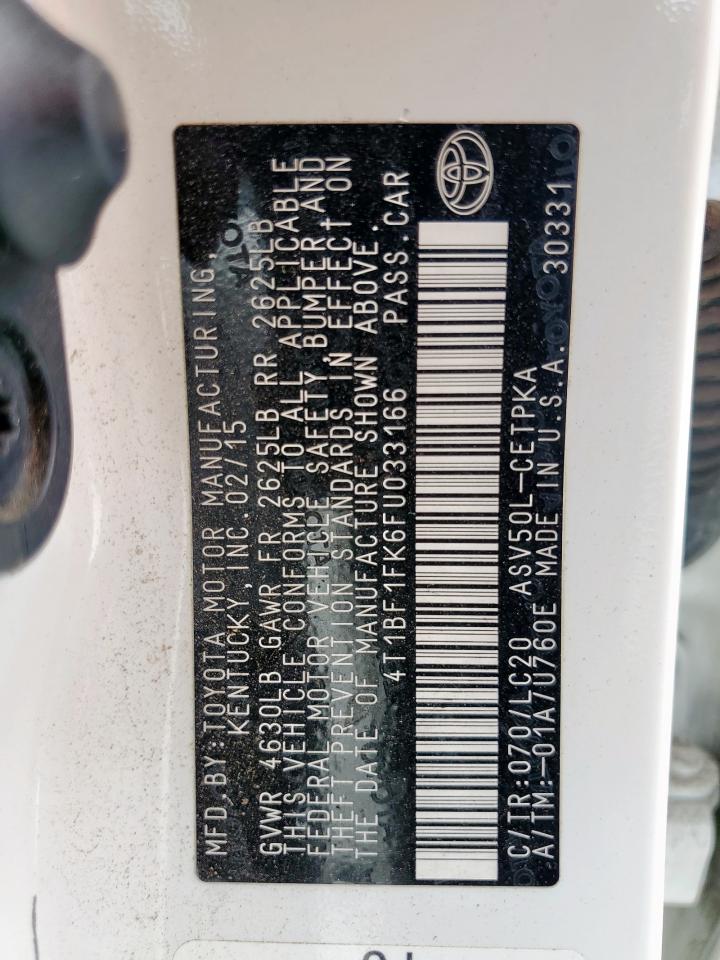 MFD.BY:TOYOTA MOTOR MANUFACTURING,
KENTUCKY,INC.02/15
GVWR 4630LB GAWR FR 2625LB RR 2625LB
THIS VEHICLE CONFORMS TO ALL APPLICABLE
FEDERAL MOTOR VEHICLE SAFETY,BUMPER,AND
THEFT PREVENTION STANDARDS IN EFFECT ON
THE DATE OF MANUFACTURE SHOWN ABOVE.
4T1BF1FK6FU033166 PASS.CAR
C/TR:070/LC20 ASV50L-CETPKA
A/TM:-01A/U760E MADE IN U.S.A. 30331